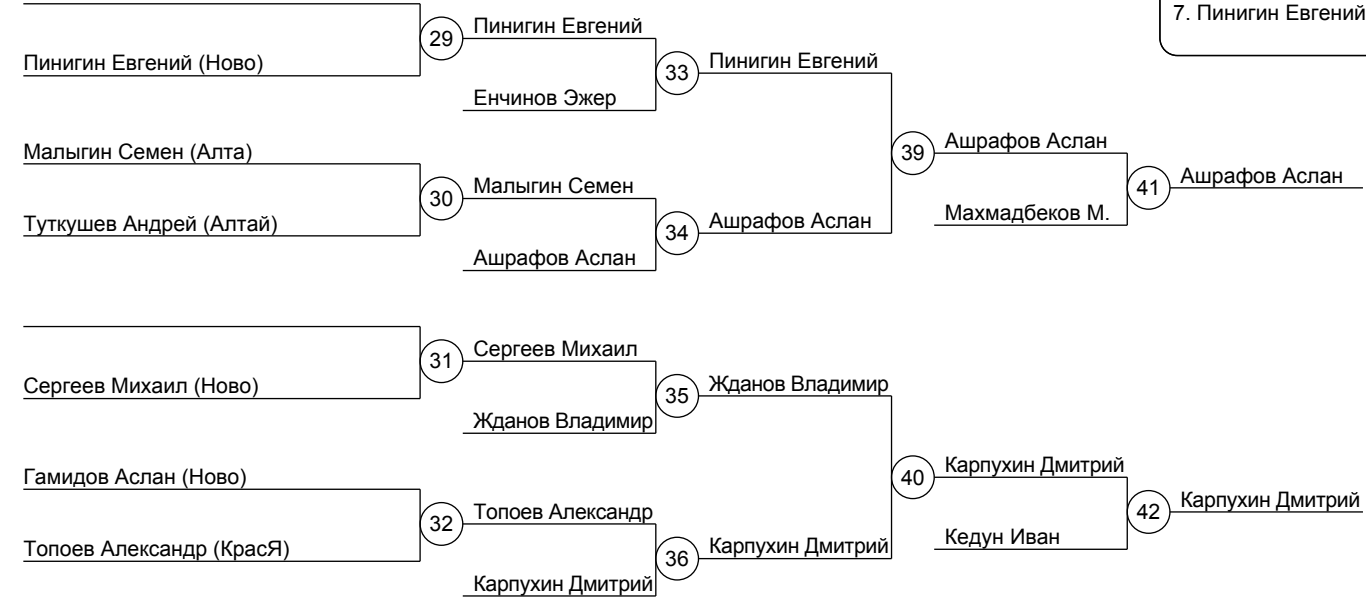 7. Пинигин Евгений
Пинигин Евгений (Ново)
29
Пинигин Евгений
Енчинов Эжер
33
Пинигин Евгений
Малыгин Семен (Алта)
Туткушев Андрей (Алтай)
30
Малыгин Семен
Ашрафов Аслан
34
Ашрафов Аслан
39
Ашрафов Аслан
Махмадбеков М.
41
Ашрафов Аслан
Сергеев Михаил (Ново)
31
Сергеев Михаил
Жданов Владимир
35
Жданов Владимир
Гамидов Аслан (Ново)
Топоев Александр (КрасЯ)
32
Топоев Александр
Карпухин Дмитрий
36
Карпухин Дмитрий
40
Карпухин Дмитрий
Кедун Иван
42
Карпухин Дмитрий